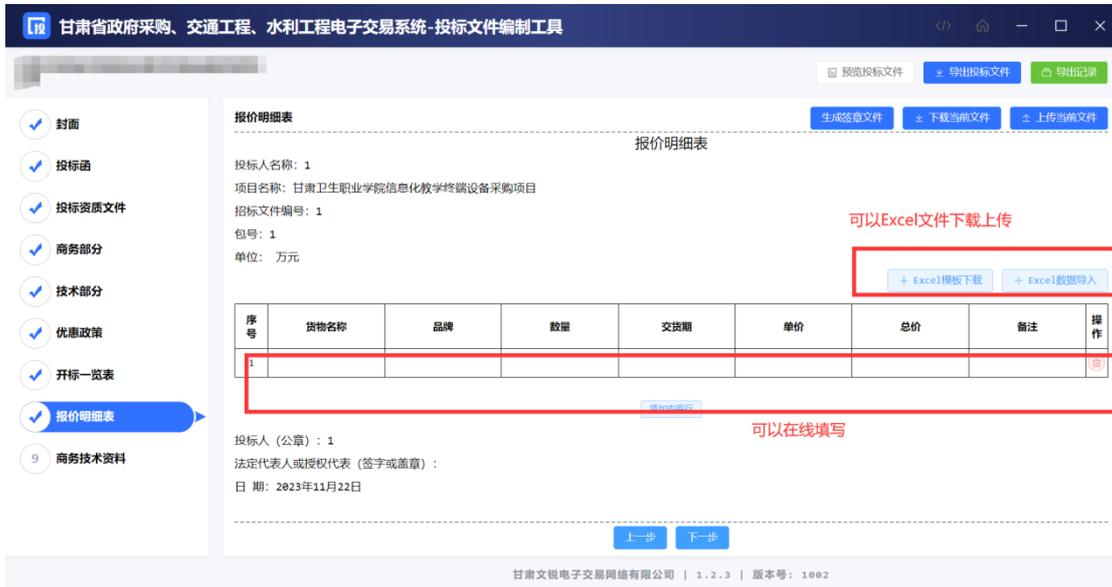 投 甘肃省政府采购、交通工程、水利工程电子交易系统-投标文件编制工具
预览投标文件 导出投标文件 导出记录
封面
投标函
投标资质文件
商务部分
技术部分
优惠政策
开标一览表
报价明细表
9 商务技术资料
报价明细表 生成签章文件 下载当前文件 上传当前文件
报价明细表
投标人名称：1
项目名称：甘肃卫生职业学院信息化教学终端设备采购项目
招标文件编号：1
包号：1
单位： 万元
可以Excel文件下载上传
+ Excel模板下载 + Excel数据导入
序号 货物名称 品牌 数量 交货期 单价 总价 备注 操作
1
添加内容行
可以在线填写
投标人（公章）：1
法定代表人或授权代表（签字或盖章）：
日 期：2023年11月22日
上一步 下一步
甘肃文锐电子交易网络有限公司 | 1.2.3 | 版本号：1002